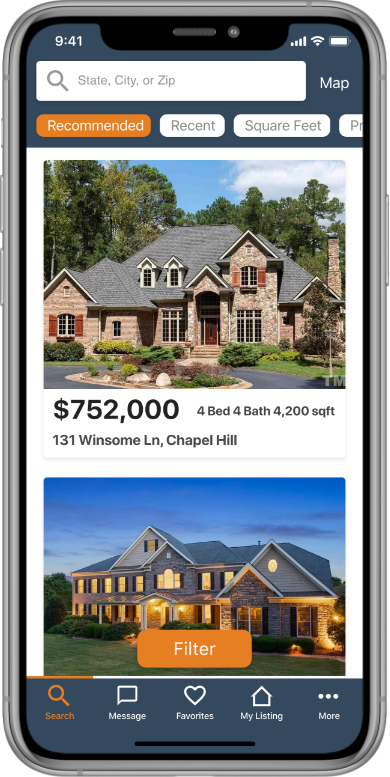 9:41
State, City, or Zip
Map
Recommended
Recent
Square Feet
Pr
TM
$752,000
4 Bed 4 Bath 4,200 sqft
131 Winsome Ln, Chapel Hill
Filter
Search
Message
Favorites
My Listing
More